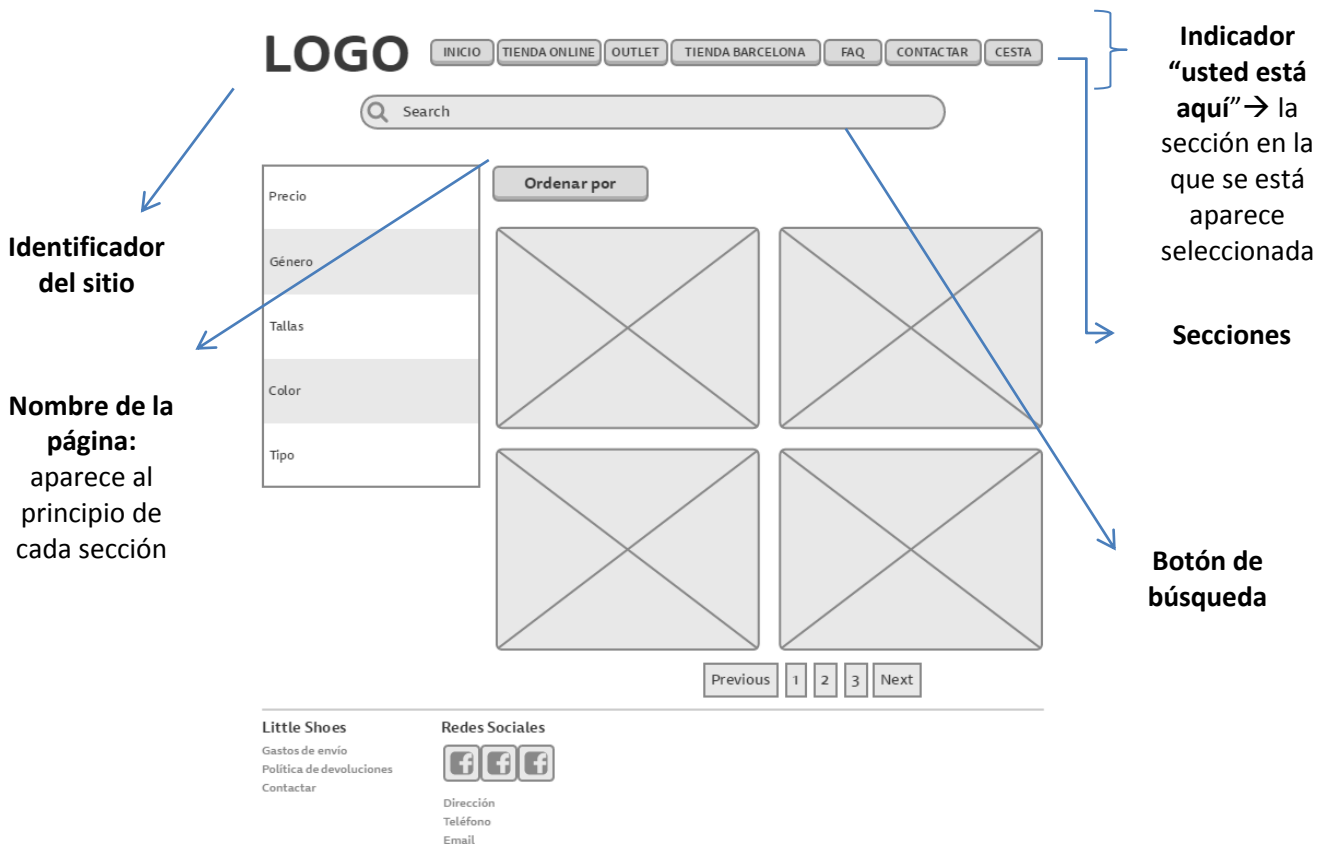 LOGO
INICIO
TIENDA ONLINE
OUTLET
TIENDA BARCELONA
FAQ
CONTACTAR
CESTA
Search
Indicador
“usted está
aquí”→ la
sección en la
que se está
aparece
seleccionada
Ordenar por
Precio
Género
Tallas
Color
Tipo
Identificador
del sitio
Secciones
Nombre de la
página:
aparece al
principio de
cada sección
Botón de
búsqueda
Previous
1
2
3
Next
Little Shoes
Gastos de envío
Política de devoluciones
Contactar
Redes Sociales
Dirección
Teléfono
Email